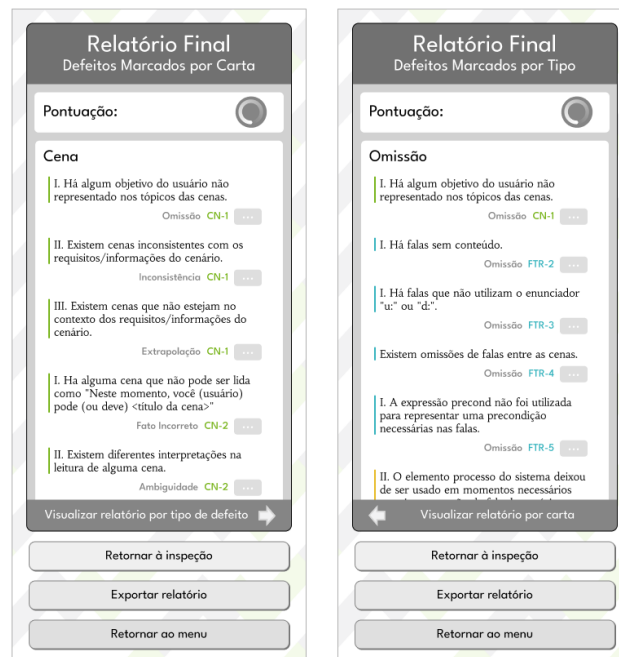 Relatório Final
Defeitos Marcados por Carta
Pontuação:
Cena
I. Há algum objetivo do usuário não
representado nos tópicos das cenas.
Omissão CN-1 ...
II. Existem cenas inconsistentes com os
requisitos/informações do cenário.
Inconsistência CN-1 ...
III. Existem cenas que não estejam no
contexto dos requisitos/informações do
cenário.
Extrapolação CN-1 ...
I. Ha alguma cena que não pode ser lida
como "Neste momento, você (usuário)
pode (ou deve) <título da cena>"
Fato Incorreto CN-2 ...
II. Existem diferentes interpretações na
leitura de alguma cena.
Ambiguidade CN-2 ...
Visualizar relatório por tipo de defeito
Retornar à inspeção
Exportar relatório
Retornar ao menu
Relatório Final
Defeitos Marcados por Tipo
Pontuação:
Omissão
I. Há algum objetivo do usuário não
representado nos tópicos das cenas.
Omissão CN-1 ...
I. Há falas sem conteúdo.
Omissão FTR-2 ...
I. Há falas que não utilizam o enunciador
"u:" ou "d:".
Omissão FTR-3 ...
Existem omissões de falas entre as cenas.
Omissão FTR-4 ...
I. A expressão precond não foi utilizada
para representar uma precondição
necessárias nas falas.
Omissão FTR-5 ...
II. O elemento processo do sistema deixou
de ser usado em momentos necessários
Visualizar relatório por carta
Retornar à inspeção
Exportar relatório
Retornar ao menu